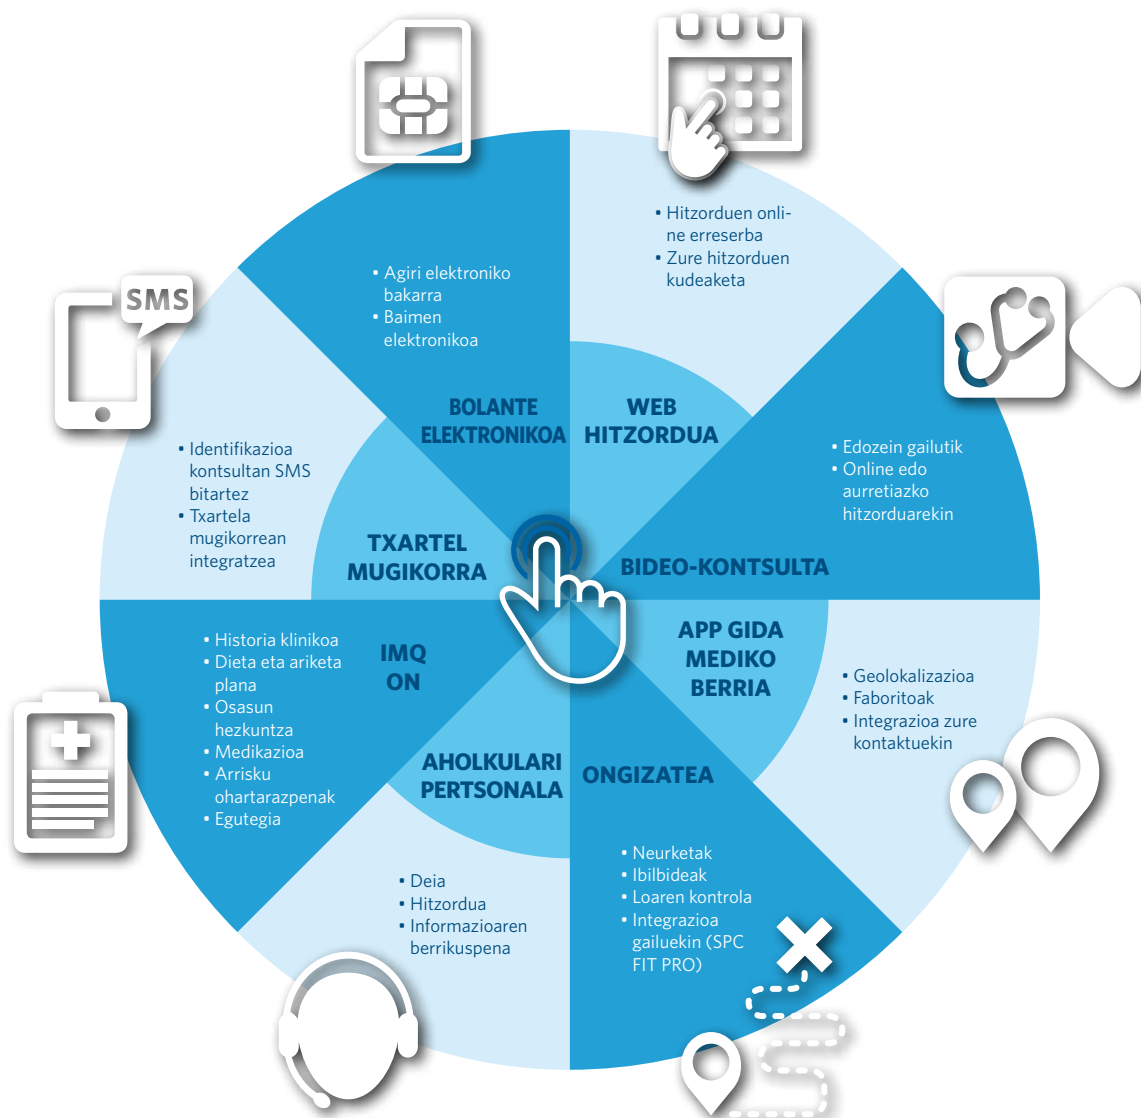 • Hitzorduen onli-
ne erreserba
• Zure hitzorduen
kudeaketa
WEB
HITZORDUA
• Edozein gailutik
• Online edo
aurretiazko
hitzorduarekin
BIDEO-KONTSULTA
APP GIDA
MEDIKO
BERRIA
• Geolokalizazioa
• Faboritoak
• Integrazioa zure
kontaktuekin
ONGIZATEA
• Neurketak
• Ibilbideak
• Loaren kontrola
• Integrazioa
gailuekin (SPC
FIT PRO)
AHOLKULARI
PERTSONALA
• Deia
• Hitzordua
• Informazioaren
berrikuspena
IMQ
ON
• Historia klinikoa
• Dieta eta ariketa
plana
• Osasun
hezkuntza
• Medikazioa
• Arrisku
ohartarazpenak
• Egutegia
SMS
• Identifikazioa
kontsultan SMS
bitartez
• Txartela
mugikorrean
integratzea
TXARTEL
MUGIKORRA
• Agiri elektroniko
bakarra
• Baimen
elektronikoa
BOLANTE
ELEKTRONIKOA